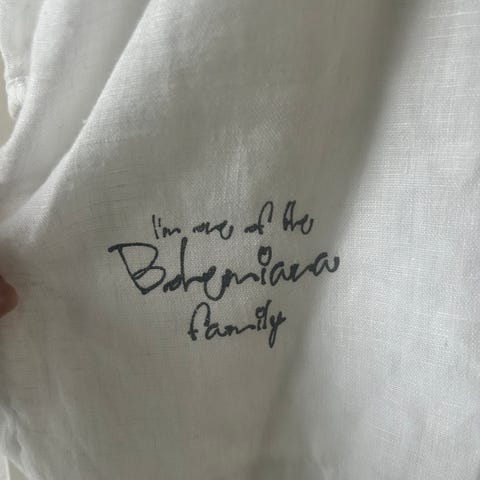 I'm one of the
Bohemiana
family